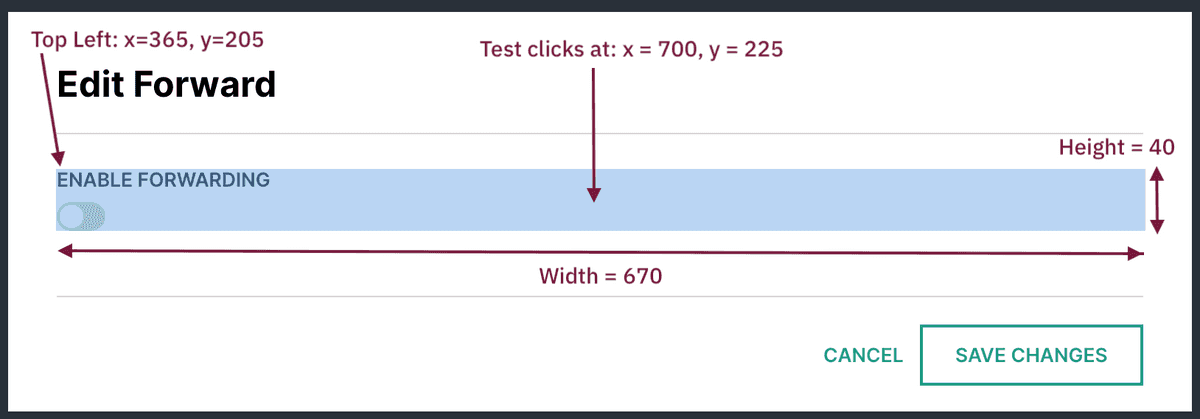 Top Left: x=365, y=205
Test clicks at: x = 700, y = 225
Edit Forward
Height = 40
ENABLE FORWARDING
Width = 670
CANCEL
SAVE CHANGES